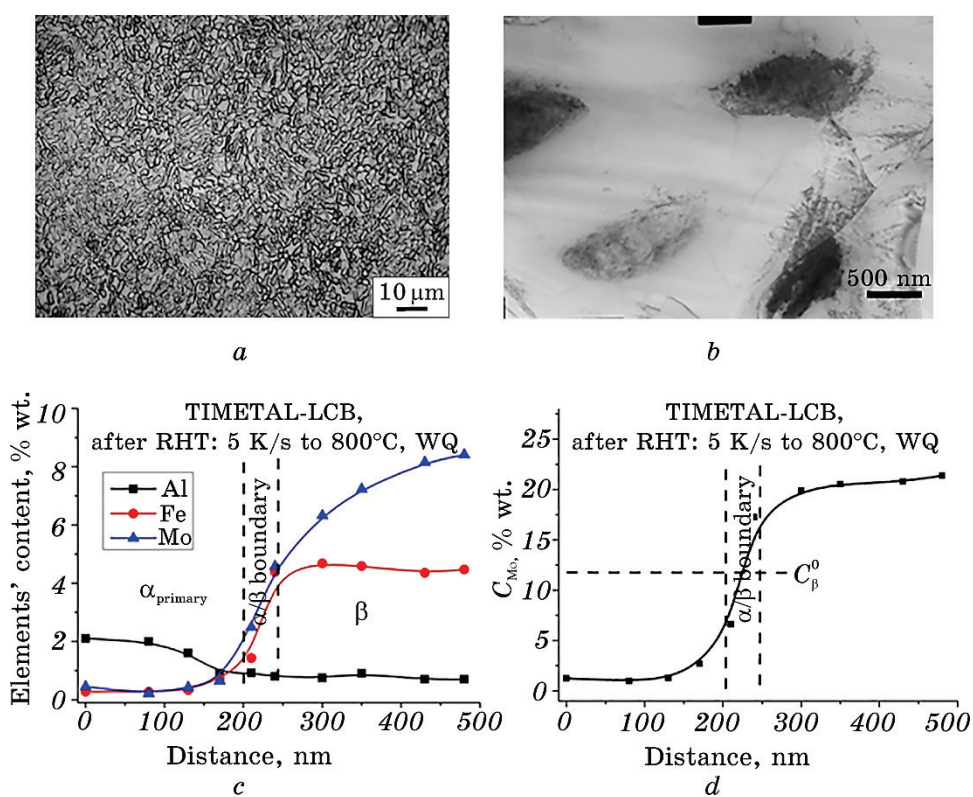 10 μm
500 nm
a
b
Elements' content, % wt.
10
8
6
4
2
0
TIMETAL-LCB,
after RHT: 5 K/s to 800°C, WQ
Al
Fe
Mo
α/β boundary
αprimary
β
0 100 200 300 400 500
Distance, nm
c
C_Mo, % wt.
25
20
15
10
5
0
TIMETAL-LCB,
after RHT: 5 K/s to 800°C, WQ
α/β boundary
C_β^0
0 100 200 300 400 500
Distance, nm
d